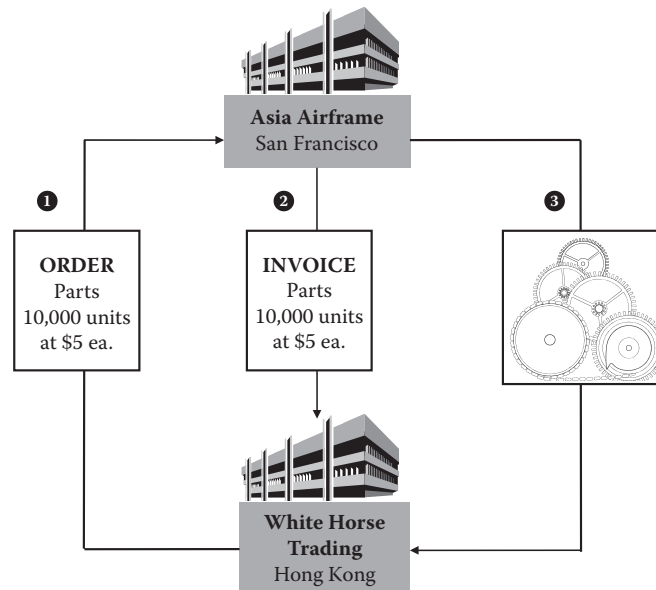 Asia Airframe
San Francisco
1
2
3
ORDER
Parts
10,000 units
at $5 ea.
INVOICE
Parts
10,000 units
at $5 ea.
White Horse
Trading
Hong Kong